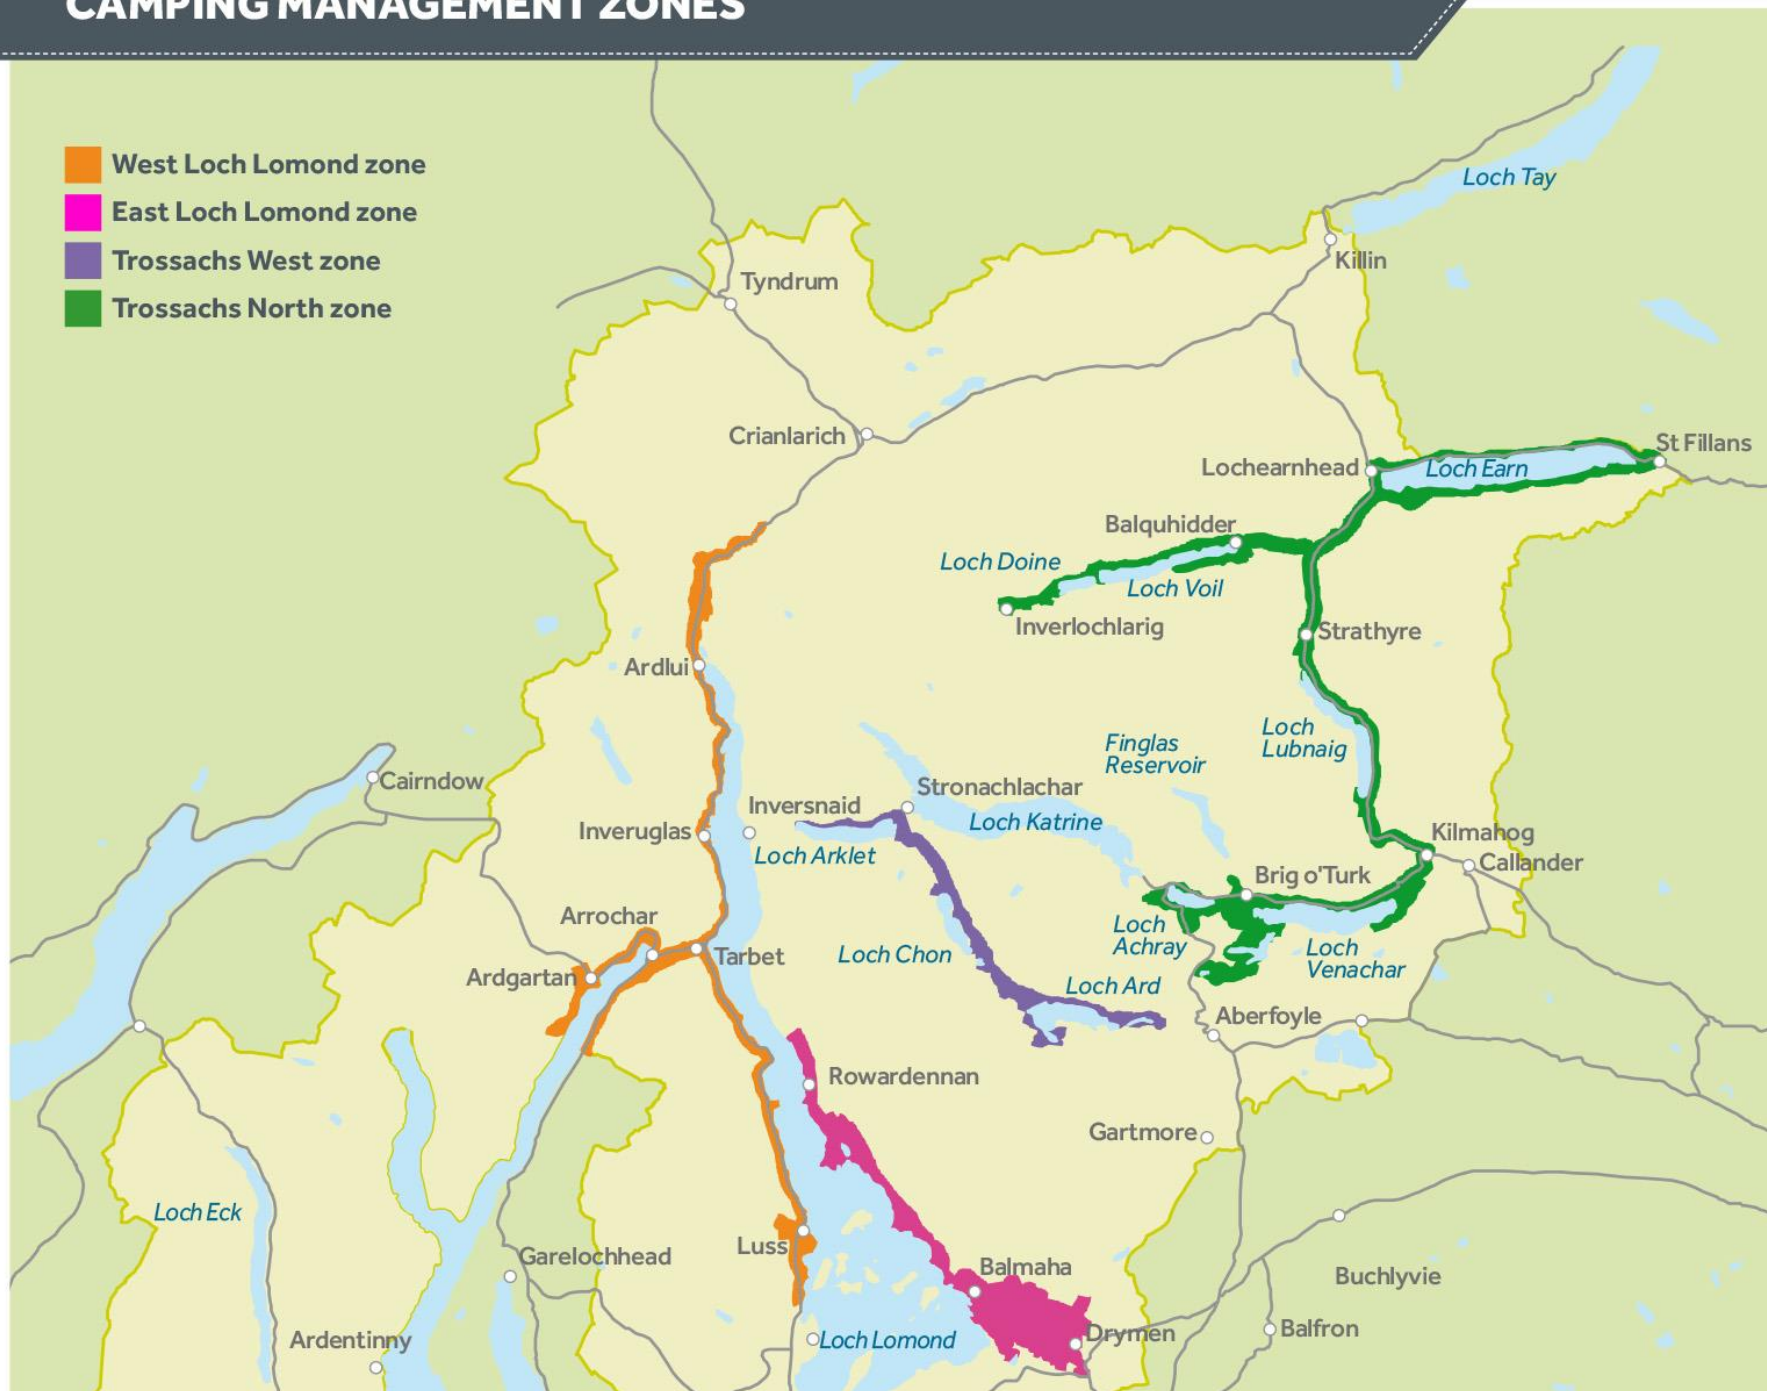 CAMPING MANAGEMENT ZONES
West Loch Lomond zone
East Loch Lomond zone
Trossachs West zone
Trossachs North zone
Loch Tay
Killin
Tyndrum
Crianlarich
St Fillans
Lochearnhead
Loch Earn
Balquhidder
Loch Doine
Loch Voil
Inverlochlarig
Strathyre
Ardlui
Loch
Lubnaig
Finglas
Reservoir
Cairndow
Stronachlachar
Inversnaid
Loch Katrine
Inveruglas
Kilmahog
Loch Arklet
Callander
Brig o'Turk
Arrochar
Loch
Achray
Loch Chon
Tarbet
Loch
Venachar
Ardgartan
Loch Ard
Aberfoyle
Rowardennan
Gartmore
Loch Eck
Luss
Garelochhead
Balmaha
Buchlyvie
Ardentinny
Loch Lomond
Drymen
Balfron